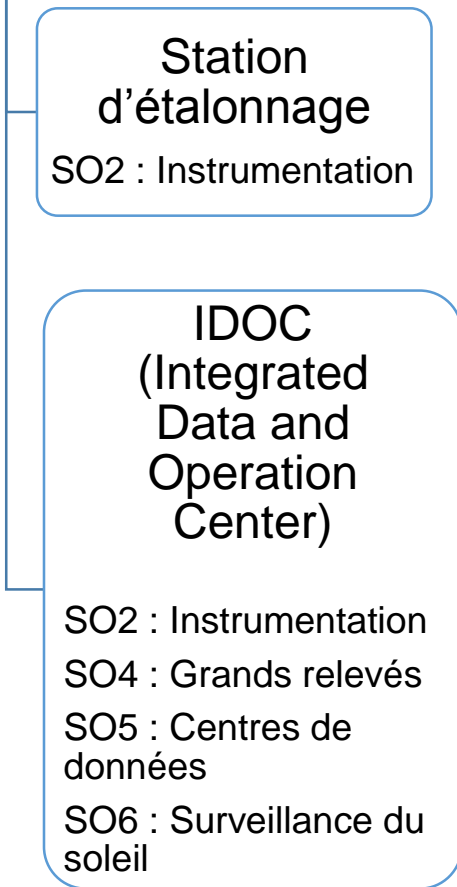 Station
d’étalonnage
SO2 : Instrumentation
IDOC
(Integrated
Data and
Operation
Center)
SO2 : Instrumentation
SO4 : Grands relevés
SO5 : Centres de
données
SO6 : Surveillance du
soleil